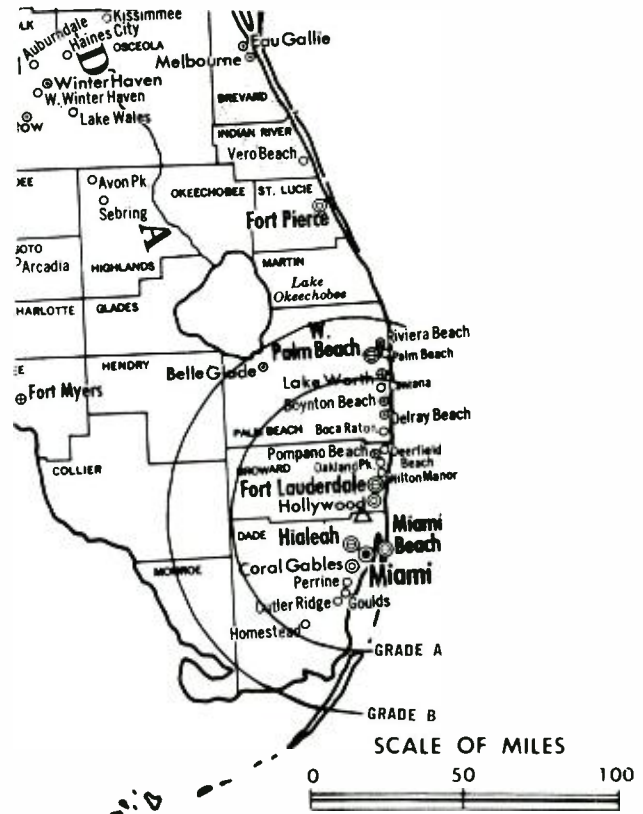 Kissimmee
Auburndale
Haines City
OSCEOLA
D
Eau Gallie
Melbourne
Winter Haven
W. Winter Haven
Lake Wales
BREVARD
INDIAN RIVER
Vero Beach
Avon Pk
OKEECHOBEE
ST. LUCIE
Sebring
Fort Pierce
A
Arcadia
HIGHLANDS
MARTIN
Lake
Okeechobee
HARLOTTE
GLADES
W.
Palm Beach
Riviera Beach
Palm Beach
HENDRY
Belle Glade
Lake Worth
Lantana
Fort Myers
Boynton Beach
Delray Beach
PALM BEACH
Boca Raton
COLLIER
Pompano Beach
Deerfield
Beach
BROWARD
Oakland Pk.
Wilton Manor
Fort Lauderdale
Hollywood
DADE
Hialeah
Miami
Beach
Coral Gables
Miami
MONROE
Perrine
Cutler Ridge
Goulds
Homestead
GRADE A
GRADE B
SCALE OF MILES
0 50 100